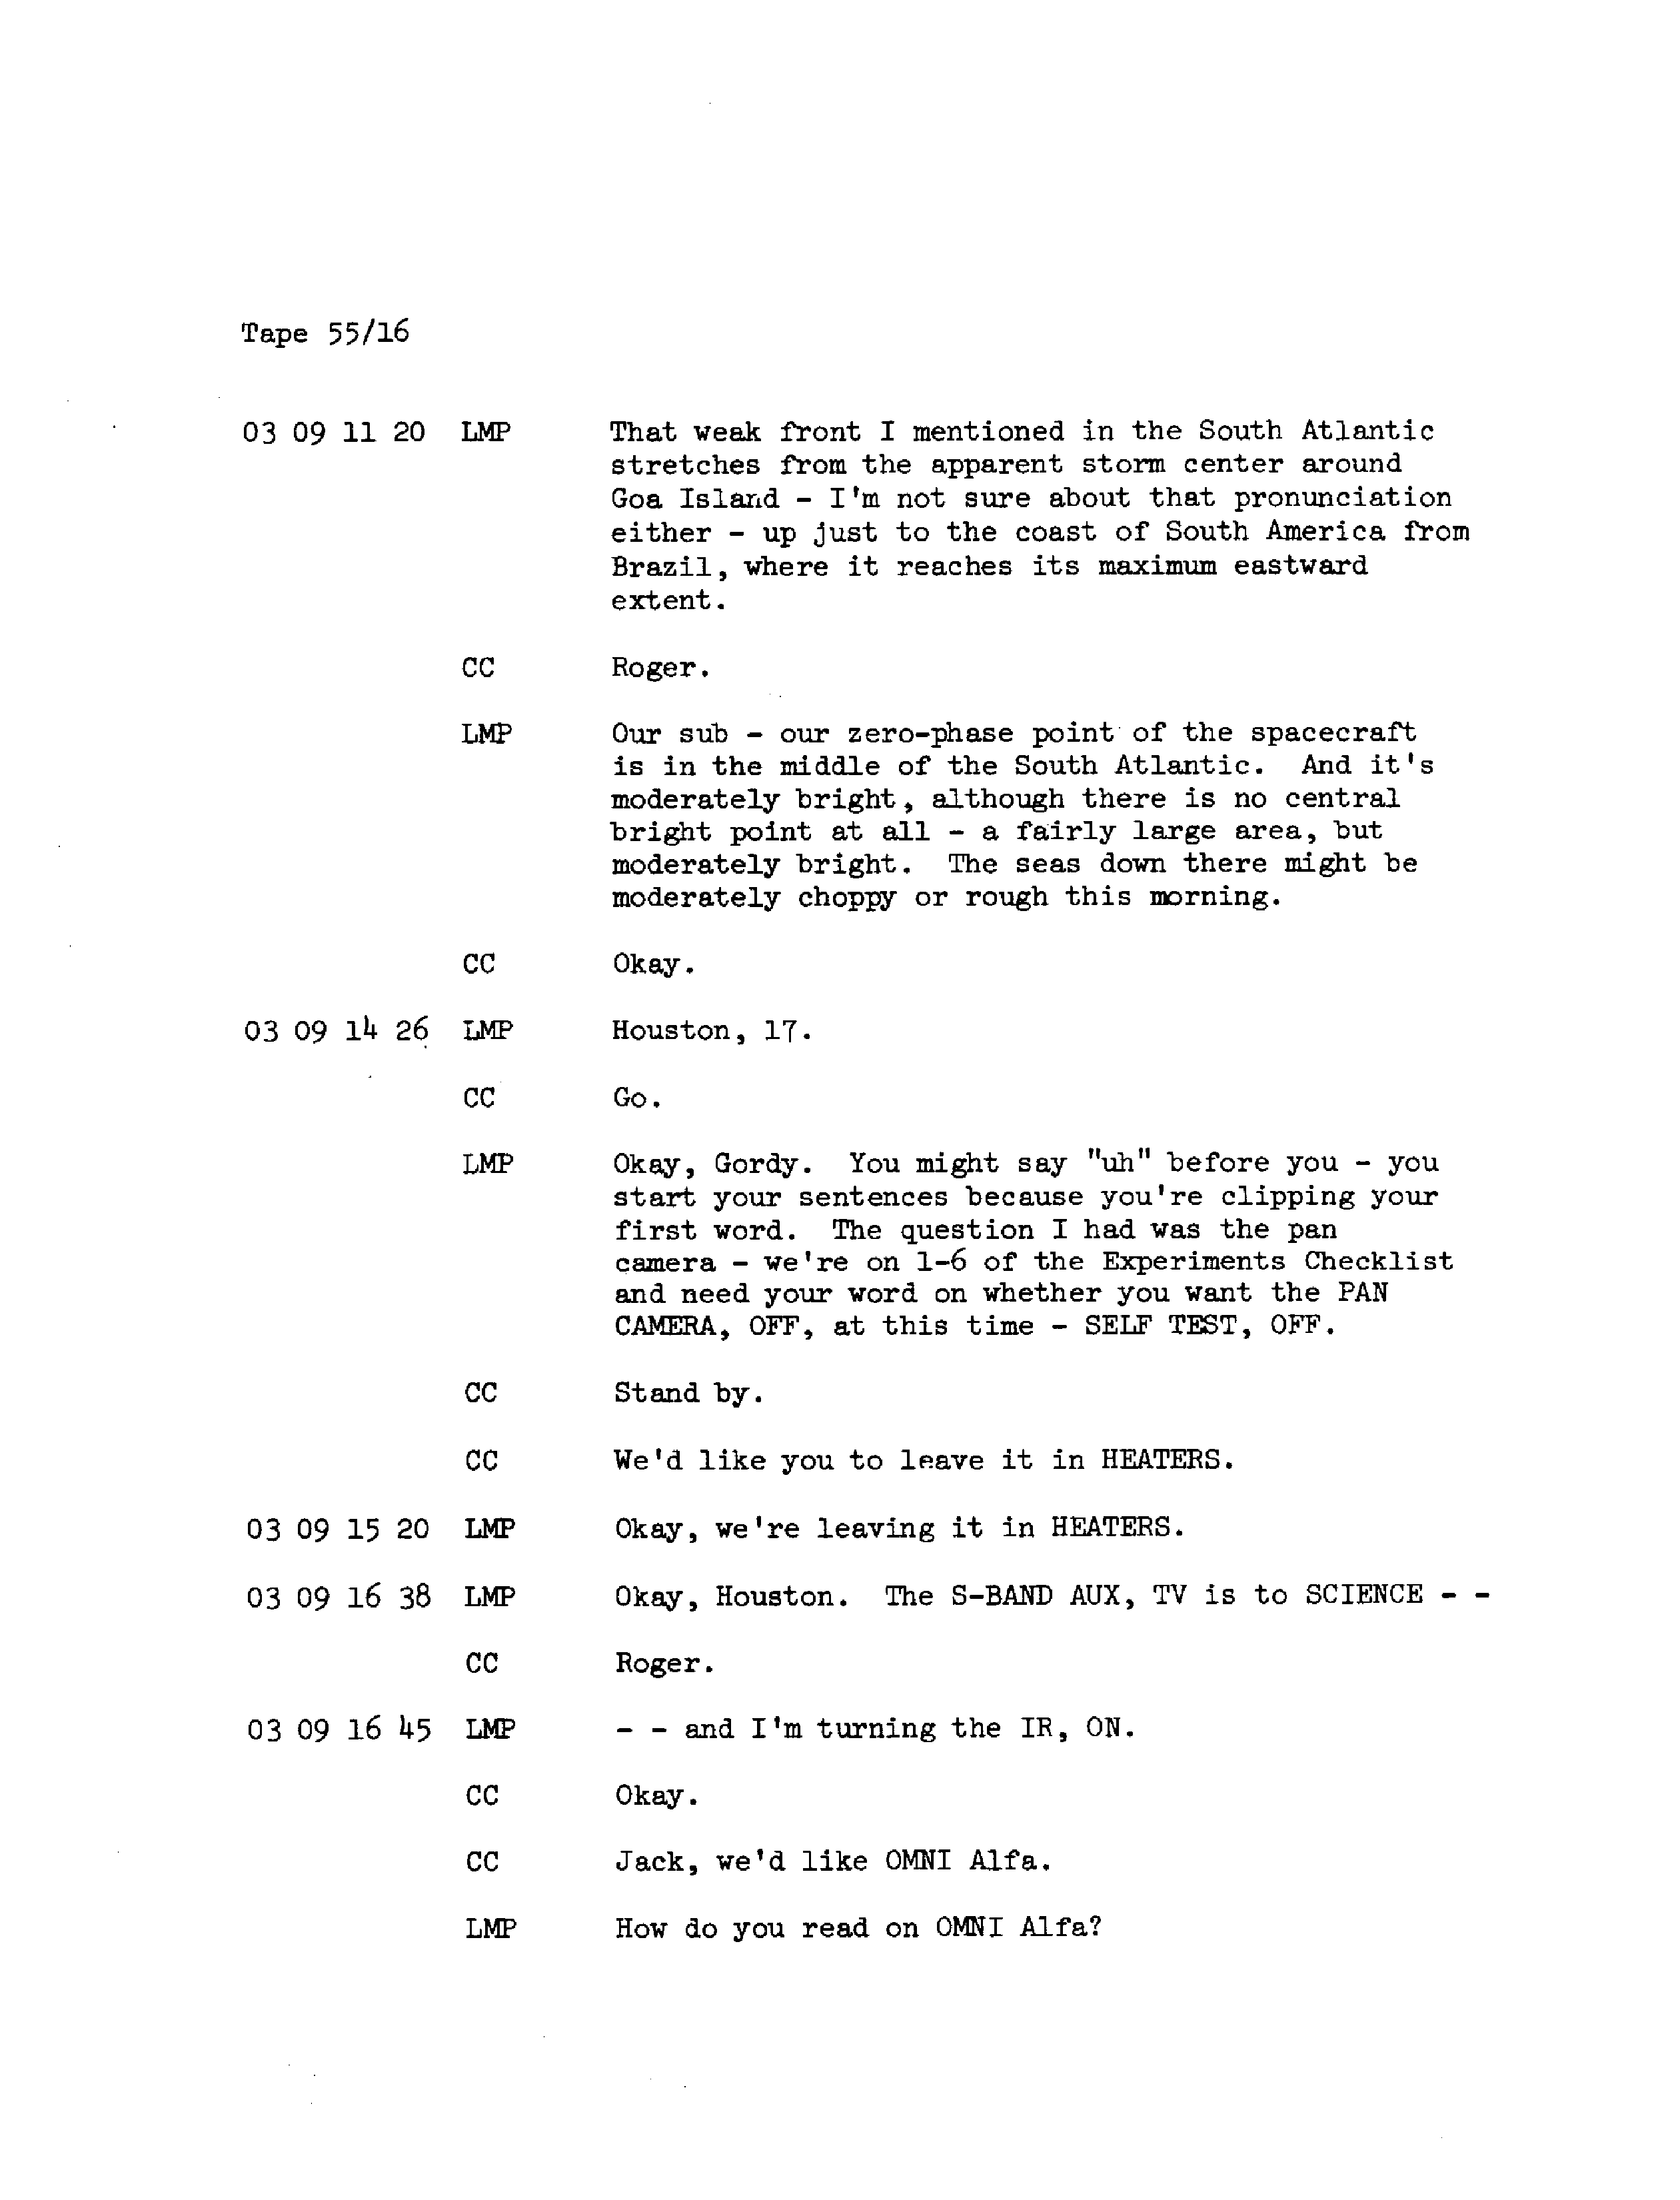 Tape 55/16
03 09 11 20 LMP That weak front I mentioned in the South Atlantic
stretches from the apparent storm center around
Goa Island - I'm not sure about that pronunciation
either - up just to the coast of South America from
Brazil, where it reaches its maximum eastward
extent.
CC Roger.
LMP Our sub - our zero-phase point of the spacecraft
is in the middle of the South Atlantic. And it's
moderately bright, although there is no central
bright point at all - a fairly large area, but
moderately bright. The seas down there might be
moderately choppy or rough this morning.
CC Okay.
03 09 14 26 LMP Houston, 17.
CC Go.
LMP Okay, Gordy. You might say "uh" before you - you
start your sentences because you're clipping your
first word. The question I had was the pan
camera - we're on 1-6 of the Experiments Checklist
and need your word on whether you want the PAN
CAMERA, OFF, at this time - SELF TEST, OFF.
CC Stand by.
CC We'd like you to leave it in HEATERS.
03 09 15 20 LMP Okay, we're leaving it in HEATERS.
03 09 16 38 LMP Okay, Houston. The S-BAND AUX, TV is to SCIENCE - -
CC Roger.
03 09 16 45 LMP - - and I'm turning the IR, ON.
CC Okay.
CC Jack, we'd like OMNI Alfa.
LMP How do you read on OMNI Alfa?